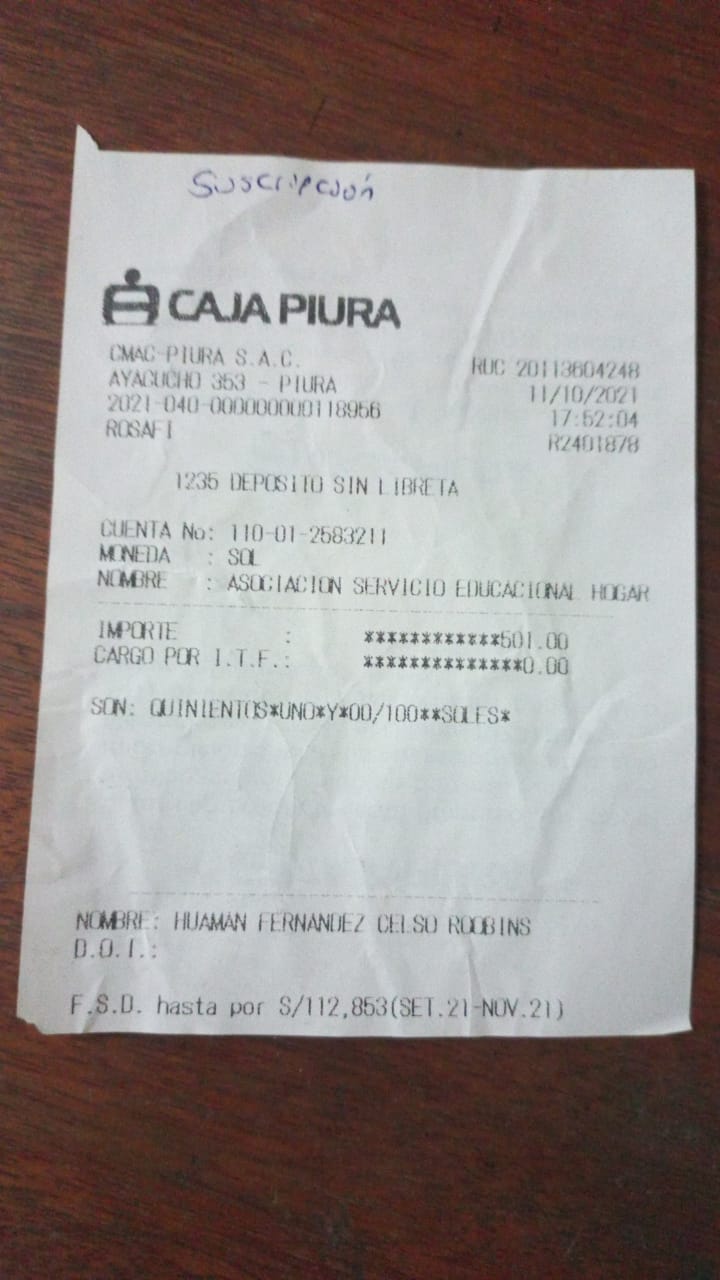 Suscripción
CAJA PIURA
CMAC-PIURA S.A.C. RUC 20113604248
AYACUCHO 353 - PIURA 11/10/2021
2021-040-000000000118956 17:52:04
ROSAFI R2401878
1235 DEPOSITO SIN LIBRETA
CUENTA No: 110-01-2583211
MONEDA : SOL
NOMBRE : ASOCIACION SERVICIO EDUCACIONAL HOGAR
IMPORTE : ************501.00
CARGO POR I.T.F.: **************0.00
SON: QUINIENTOS*UNO*Y*00/100**SOLES*
NOMBRE: HUAMAN FERNANDEZ CELSO ROOBINS
D.O.I.:
F.S.D. hasta por S/112,853(SET.21-NOV.21)